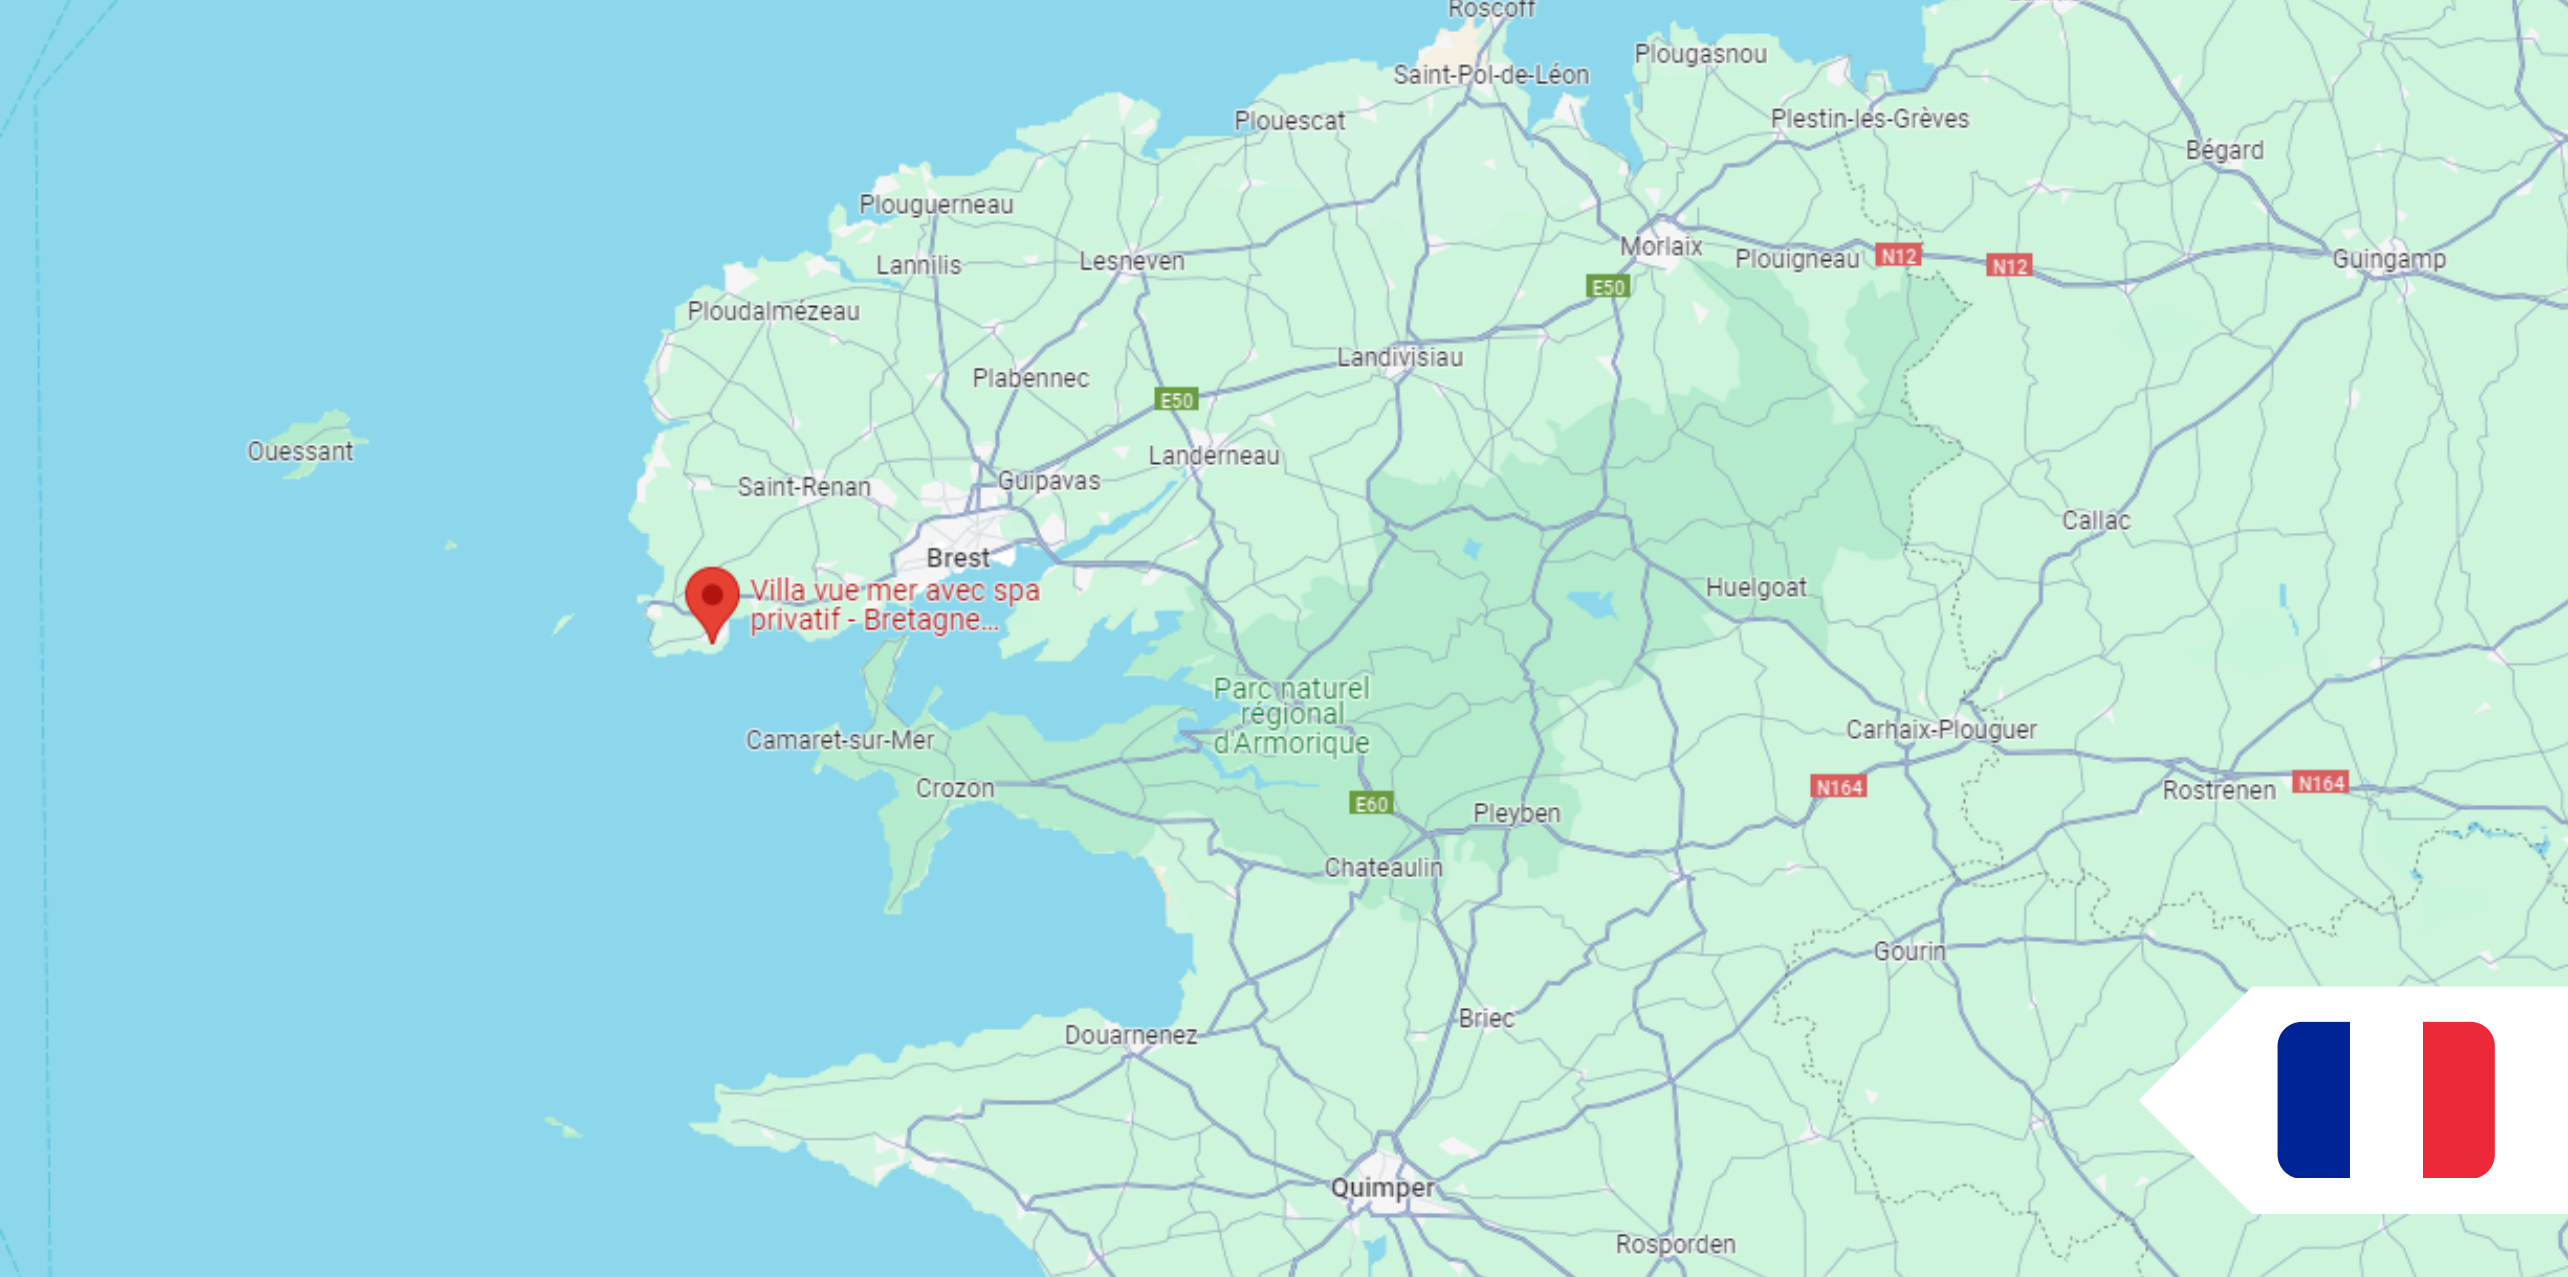 Roscoff
Plougasnou
Saint-Pol-de-Léon
Plouescat
Plestin-les-Grèves
Bégard
Plouguerneau
Morlaix
Plouigneau
N12
N12
Guingamp
Lannilis
Lesneven
E50
Ploudalmézeau
Landivisiau
Plabennec
E50
Ouessant
Landerneau
Saint-Renan
Guipavas
Callac
Brest
Villa vue mer avec spa
privatif - Bretagne...
Huelgoat
Parc naturel
régional
d'Armorique
Camaret-sur-Mer
Carhaix-Plouguer
Crozon
N164
N164
Rostrenen
E60
Pleyben
Chateaulin
Gourin
Briec
Douarnenez
Quimper
Rosporden